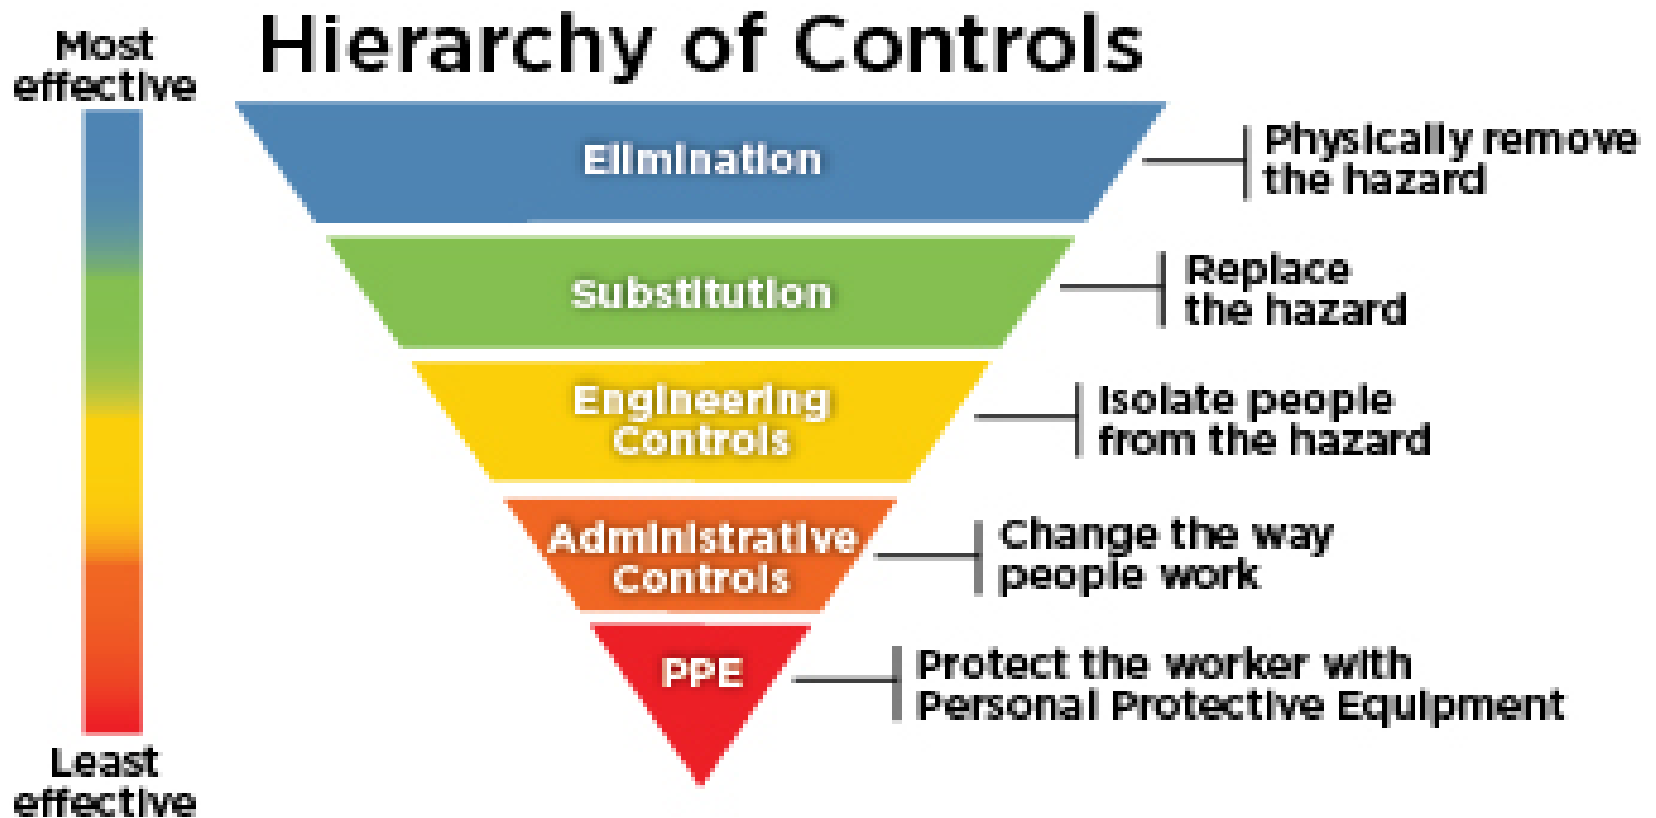 Hierarchy of Controls
Most
effective
Elimination
Physically remove
the hazard
Substitution
Replace
the hazard
Engineering
Controls
Isolate people
from the hazard
Administrative
Controls
Change the way
people work
PPE
Protect the worker with
Personal Protective Equipment
Least
effective